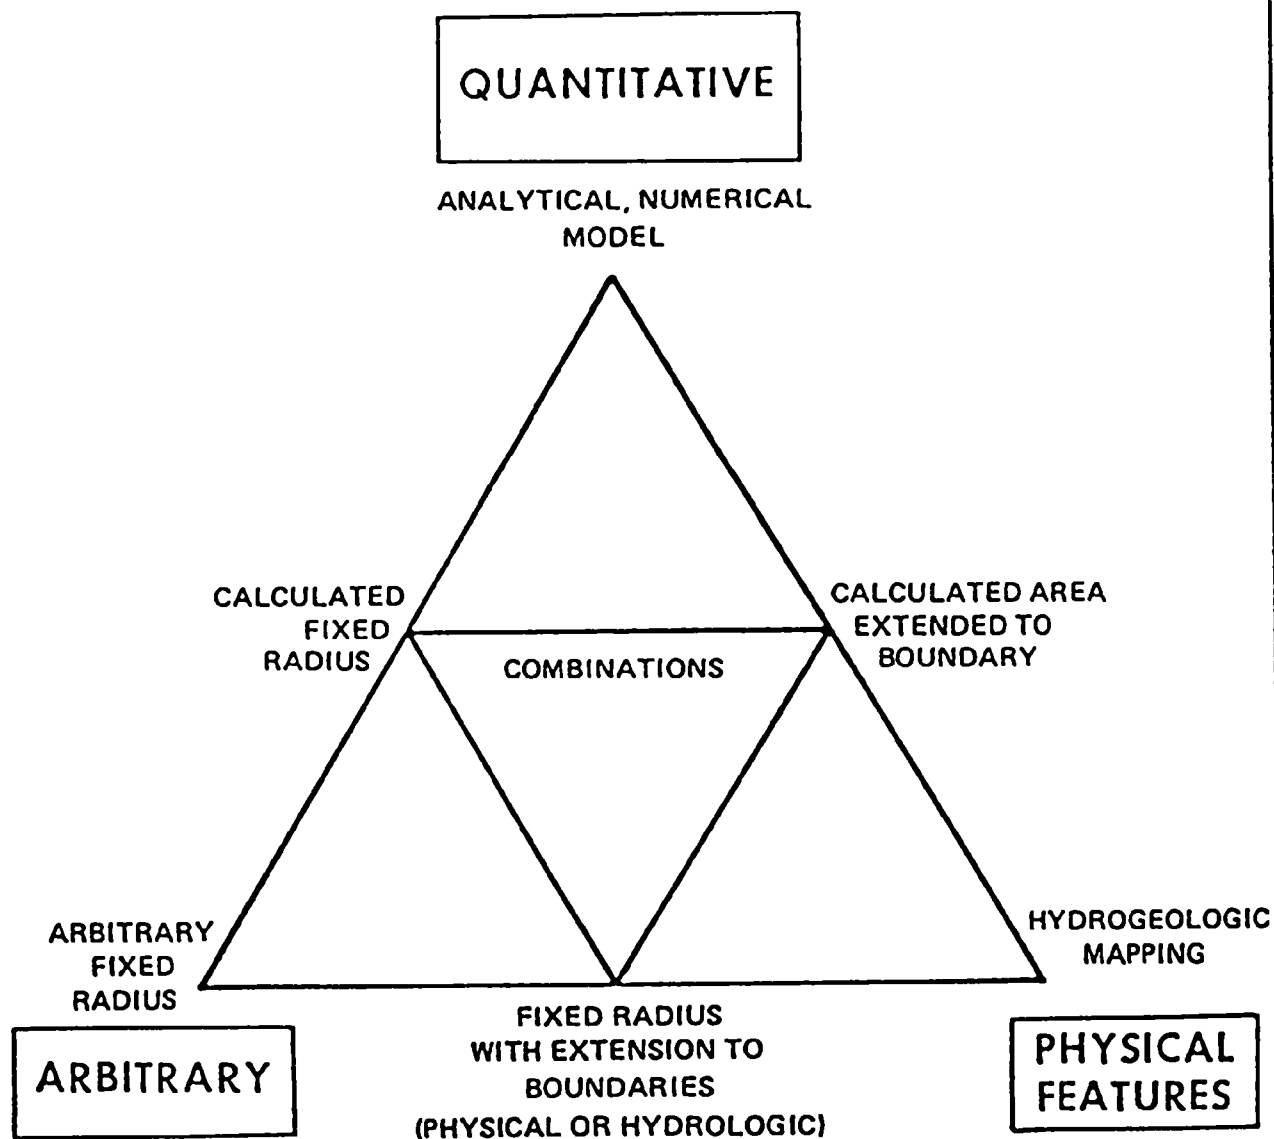 QUANTITATIVE
ANALYTICAL, NUMERICAL
MODEL
CALCULATED
FIXED
RADIUS
CALCULATED AREA
EXTENDED TO
BOUNDARY
COMBINATIONS
ARBITRARY
FIXED
RADIUS
HYDROGEOLOGIC
MAPPING
FIXED RADIUS
WITH EXTENSION TO
BOUNDARIES
(PHYSICAL OR HYDROLOGIC)
ARBITRARY
PHYSICAL
FEATURES